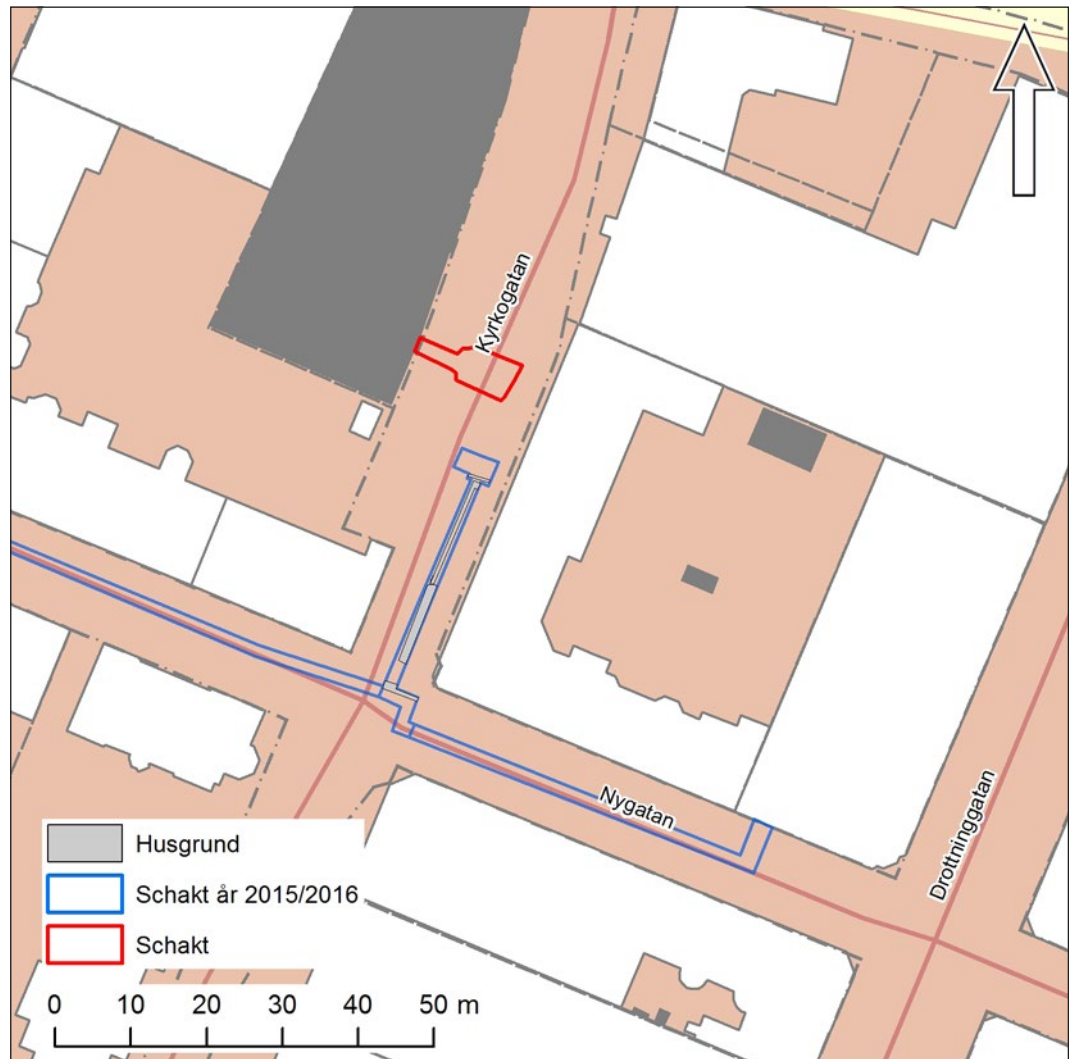 Kyrkogatan
Nygatan
Drottninggatan
Husgrund
Schakt år 2015/2016
Schakt
0 10 20 30 40 50 m